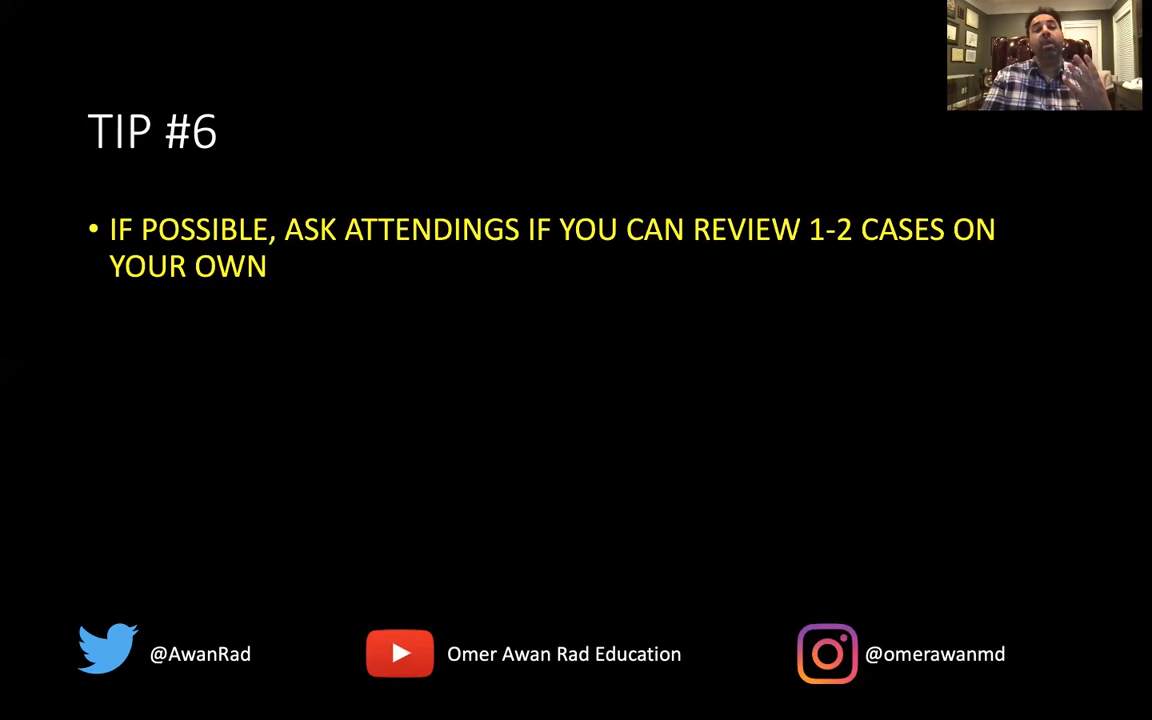 TIP #6
• IF POSSIBLE, ASK ATTENDINGS IF YOU CAN REVIEW 1-2 CASES ON
YOUR OWN
@AwanRad
Omer Awan Rad Education
@omerawanmd